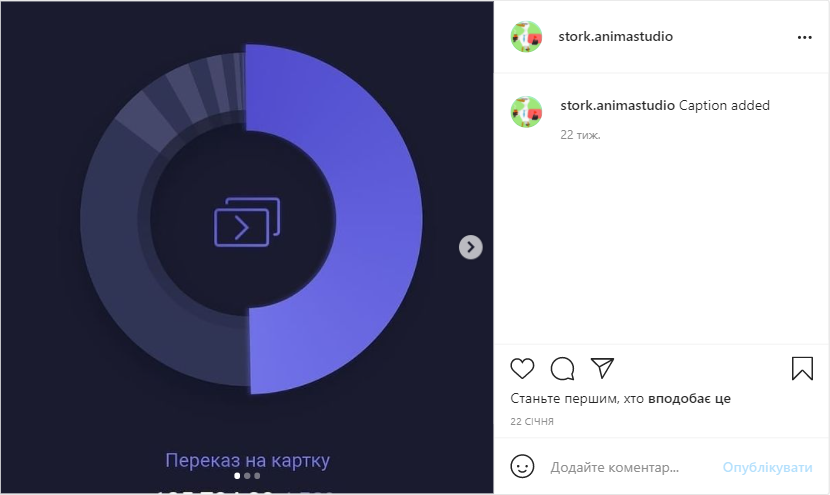 stork.animastudio
stork.animastudio Caption added
22 тиж.
Переказ на картку
Станьте першим, хто вподобає це
22 СІЧНЯ
Додайте коментар...
Опублікувати